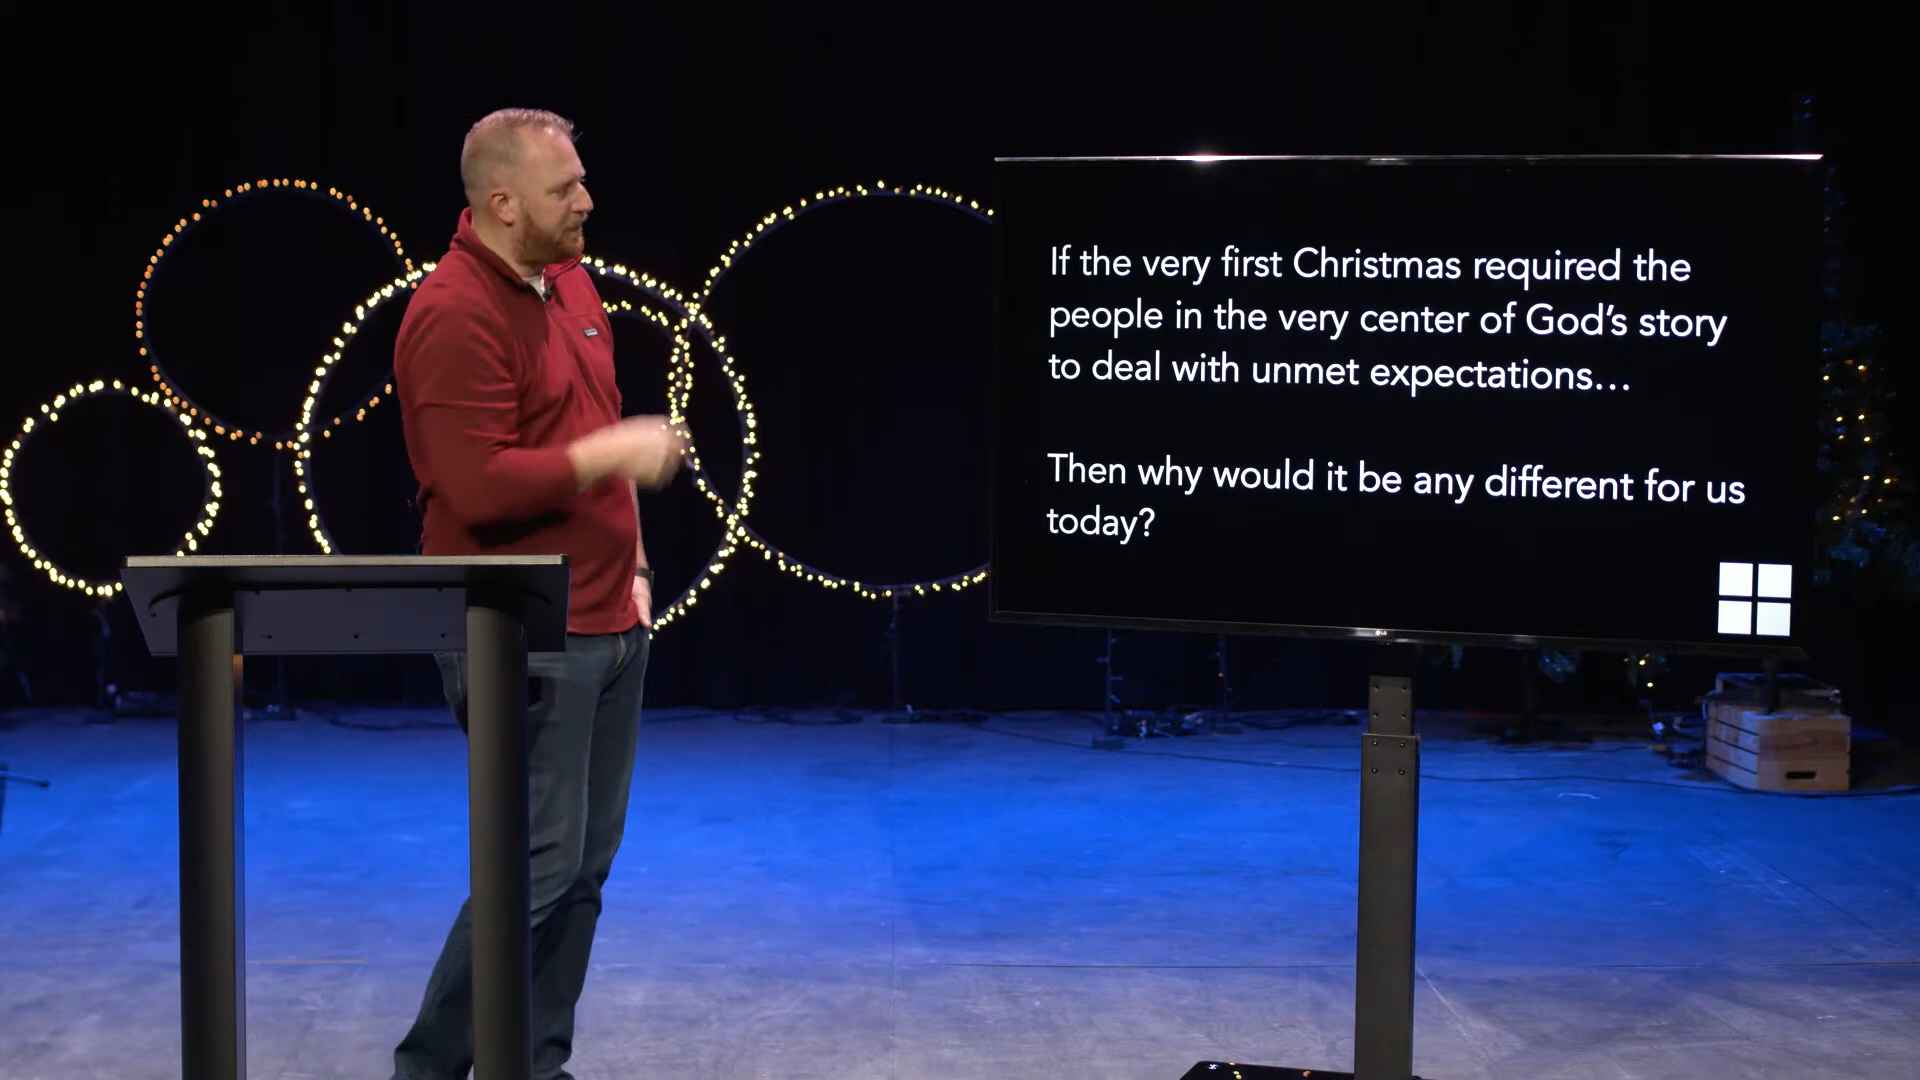 If the very first Christmas required the
people in the very center of God’s story
to deal with unmet expectations…
Then why would it be any different for us
today?